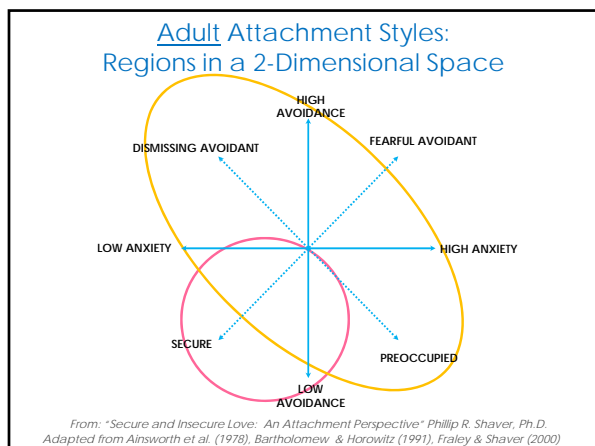 Adult Attachment Styles:
Regions in a 2-Dimensional Space
HIGH
AVOIDANCE
DISMISSING AVOIDANT
FEARFUL AVOIDANT
LOW ANXIETY
HIGH ANXIETY
SECURE
PREOCCUPIED
LOW
AVOIDANCE
From: "Secure and Insecure Love: An Attachment Perspective" Phillip R. Shaver, Ph.D.
Adapted from Ainsworth et al. (1978), Bartholomew & Horowitz (1991), Fraley & Shaver (2000)